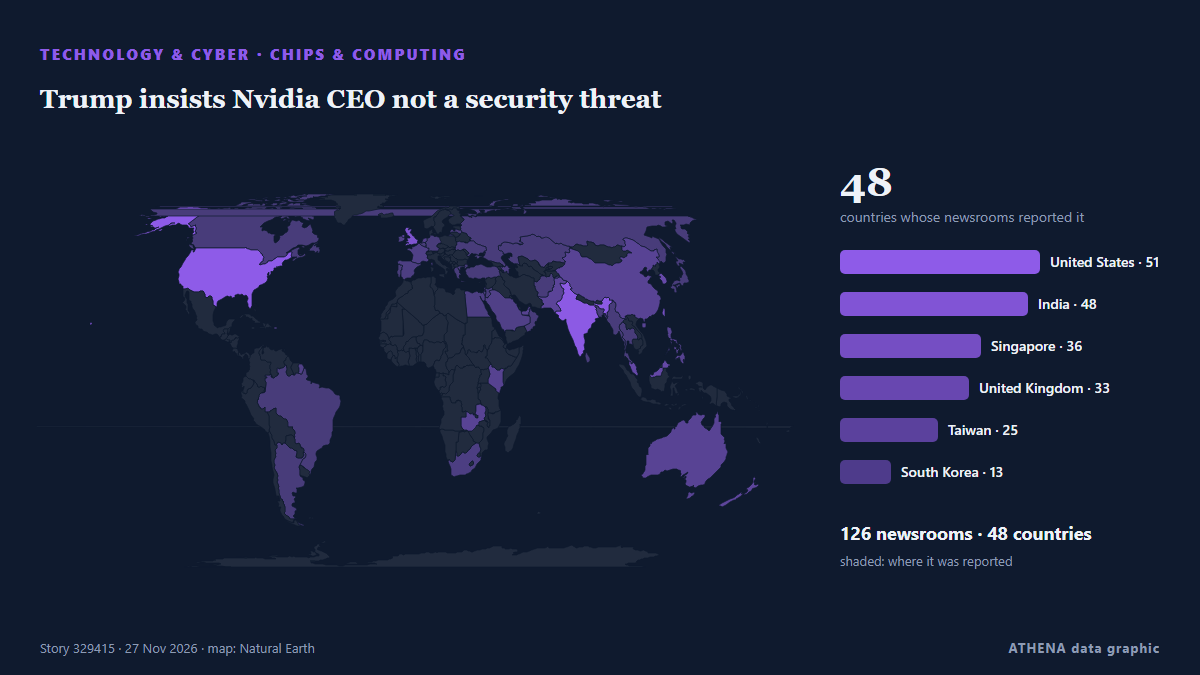 TECHNOLOGY & CYBER · CHIPS & COMPUTING
Trump insists Nvidia CEO not a security threat
48
countries whose newsrooms reported it
United States · 51
India · 48
Singapore · 36
United Kingdom · 33
Taiwan · 25
South Korea · 13
126 newsrooms · 48 countries
shaded: where it was reported
Story 329415 · 27 Nov 2026 · map: Natural Earth
ATHENA data graphic